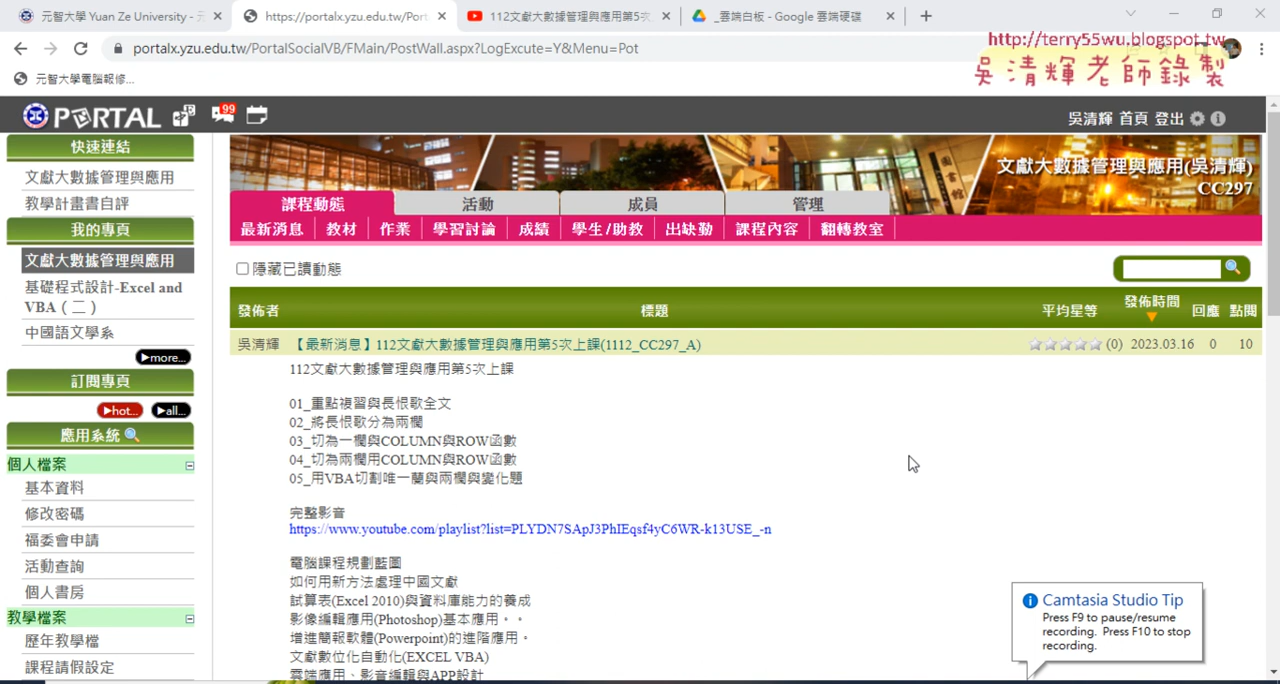 元智大學 Yuan Ze University - 元
https://portalx.yzu.edu.tw/Port
112文獻大數據管理與應用第5次
_雲端白板 - Google 雲端硬碟
portalx.yzu.edu.tw/PortalSocialVB/FMain/PostWall.aspx?LogExcute=Y&Menu=Pot
http://terry55wu.blogspot.tw
吳清輝老師錄製
元智大學電腦報修...
PORTAL
99
吳清輝 首頁 登出
快速連結
文獻大數據管理與應用
教學計畫書自評
我的專頁
文獻大數據管理與應用
基礎程式設計-Excel and
VBA（二）
中國語文學系
▶more...
訂閱專頁
▶hot... ▶all...
應用系統
個人檔案
基本資料
修改密碼
福委會申請
活動查詢
個人書房
教學檔案
歷年教學檔
課程請假設定
圖書館
文獻大數據管理與應用(吳清輝)
CC297
課程動態 活動 成員 管理
最新消息 教材 作業 學習討論 成績 學生/助教 出缺勤 課程內容 翻轉教室
隱藏已讀動態
發佈者 標題 平均星等 發佈時間 回應 點閱
吳清輝 【最新消息】112文獻大數據管理與應用第5次上課(1112_CC297_A) (0) 2023.03.16 0 10
112文獻大數據管理與應用第5次上課
01_重點複習與長恨歌全文
02_將長恨歌分為兩欄
03_切為一欄與COLUMN與ROW函數
04_切為兩欄用COLUMN與ROW函數
05_用VBA切割唯一蘭與兩欄與變化題
完整影音
https://www.youtube.com/playlist?list=PLYDN7SApJ3PhIEqsf4yC6WR-k13USE_-n
電腦課程規劃藍圖
如何用新方法處理中國文獻
試算表(Excel 2010)與資料庫能力的養成
影像編輯應用(Photoshop)基本應用。。
增進簡報軟體(Powerpoint)的進階應用。
文獻數位化自動化(EXCEL VBA)
雲端應用、影音編輯與APP設計
Camtasia Studio Tip
Press F9 to pause/resume
recording. Press F10 to stop
recording.